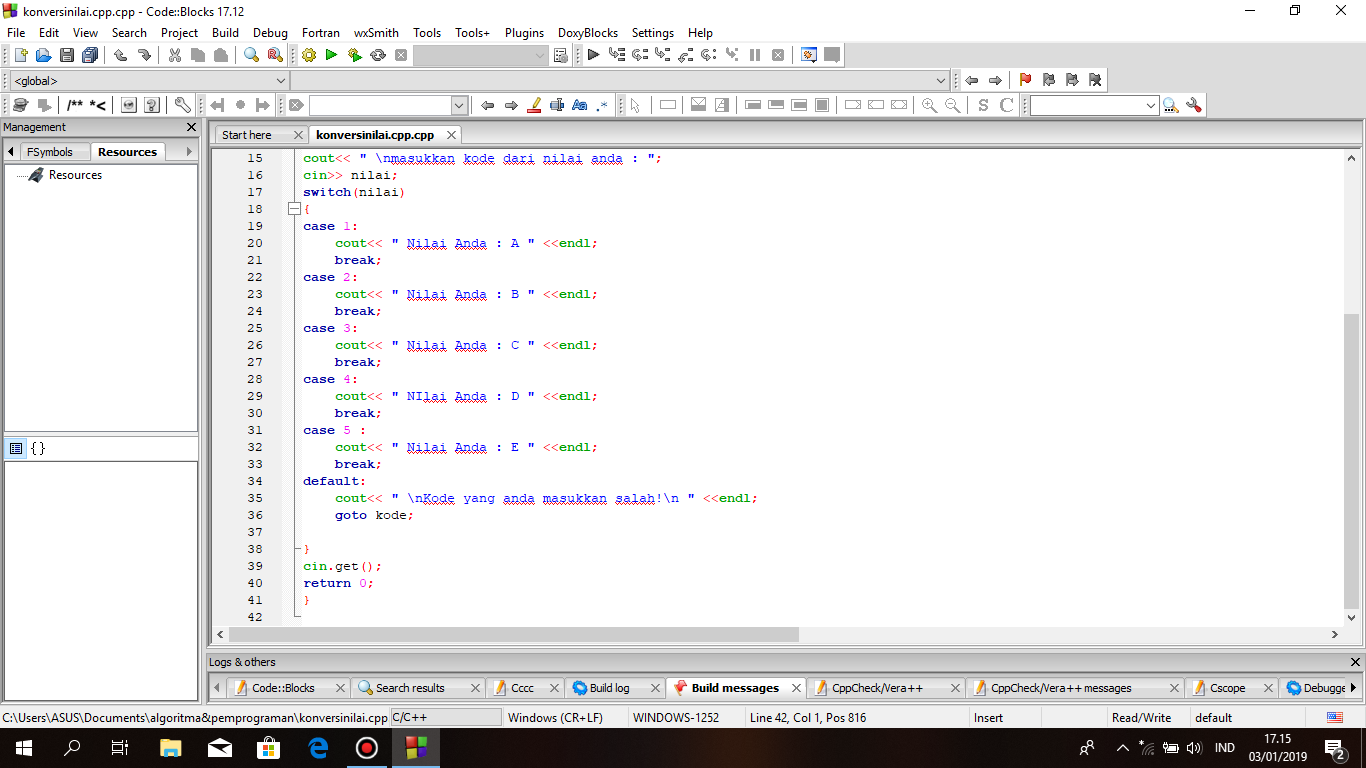 konversinilai.cpp.cpp - Code::Blocks 17.12
File Edit View Search Project Build Debug Fortran wxSmith Tools Tools+ Plugins DoxyBlocks Settings Help
<global>
/** *<
Management
Start here konversinilai.cpp.cpp
FSymbols Resources
Resources
15 cout<< " \nmasukkan kode dari nilai anda : ";
16 cin>> nilai;
17 switch(nilai)
18 {
19 case 1:
20 cout<< " Nilai Anda : A " <<endl;
21 break;
22 case 2:
23 cout<< " Nilai Anda : B " <<endl;
24 break;
25 case 3:
26 cout<< " Nilai Anda : C " <<endl;
27 break;
28 case 4:
29 cout<< " NIlai Anda : D " <<endl;
30 break;
31 case 5 :
32 cout<< " Nilai Anda : E " <<endl;
33 break;
34 default:
35 cout<< " \nKode yang anda masukkan salah!\n " <<endl;
36 goto kode;
37
38 }
39 cin.get();
40 return 0;
41 }
42
Logs & others
Code::Blocks Search results Cccc Build log Build messages CppCheck/Vera++ CppCheck/Vera++ messages Cscope Debugge
C:\Users\ASUS\Documents\algoritma&pemprograman\konversinilai.cpp C/C++ Windows (CR+LF) WINDOWS-1252 Line 42, Col 1, Pos 816 Insert Read/Write default
IND
17.15
03/01/2019
2